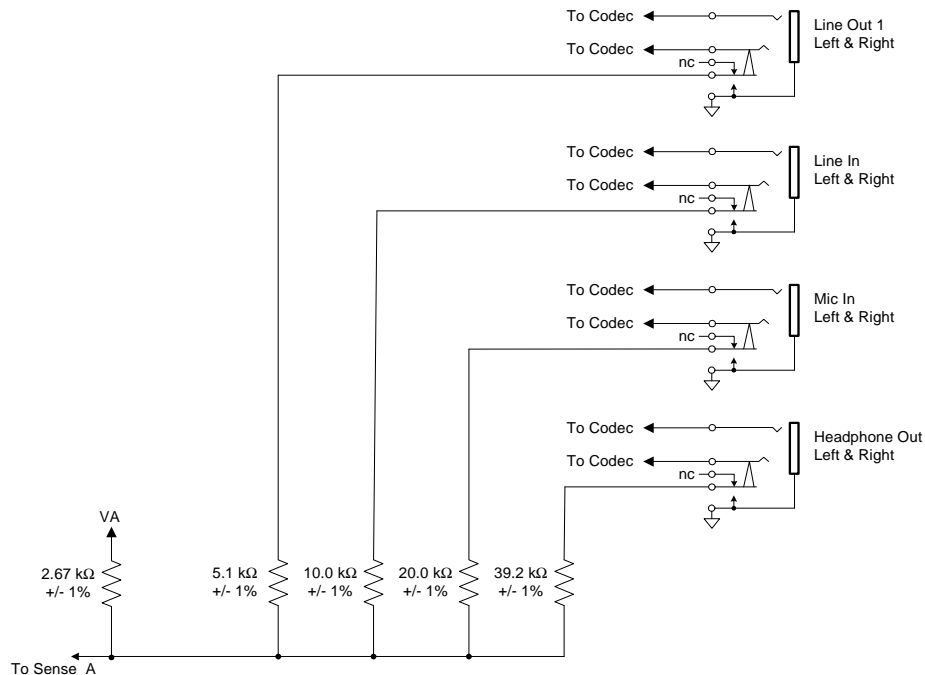 To Codec
Line Out 1
Left & Right
To Codec
nc
To Codec
Line In
Left & Right
To Codec
nc
To Codec
Mic In
Left & Right
To Codec
nc
To Codec
Headphone Out
Left & Right
To Codec
nc
VA
2.67 kΩ
+/- 1%
5.1 kΩ
+/- 1%
10.0 kΩ
+/- 1%
20.0 kΩ
+/- 1%
39.2 kΩ
+/- 1%
To Sense A